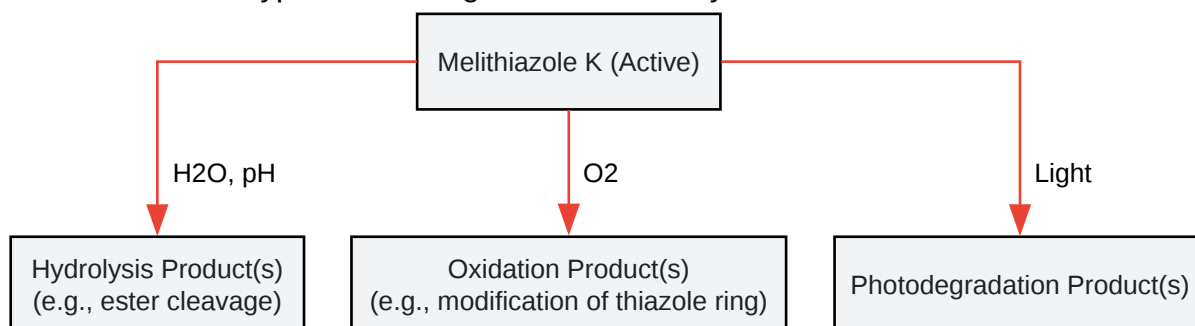 Melithiazole K (Active)
H2O, pH
O2
Light
Hydrolysis Product(s)
(e.g., ester cleavage)
Oxidation Product(s)
(e.g., modification of thiazole ring)
Photodegradation Product(s)